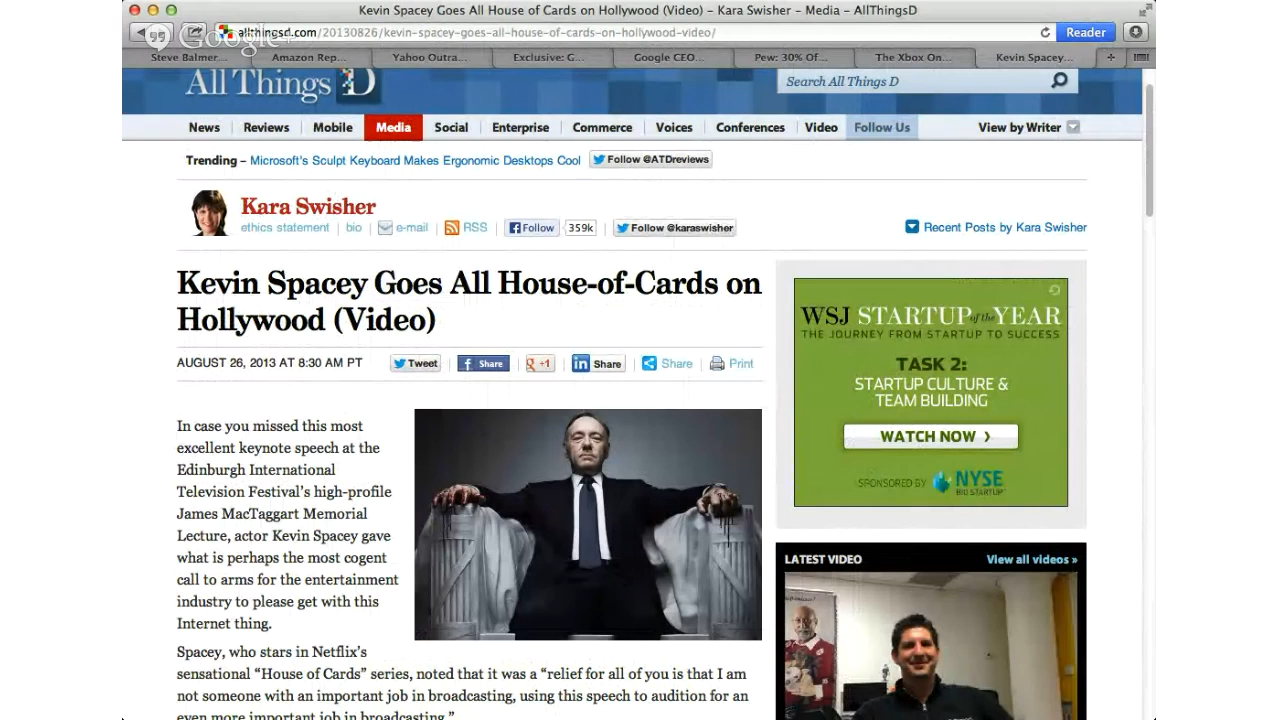 Kevin Spacey Goes All House of Cards on Hollywood (Video) – Kara Swisher – Media – AllThingsD
Google+
allthingsd.com/20130826/kevin-spacey-goes-all-house-of-cards-on-hollywood-video/
Reader
Steve Balmer... Amazon Rep... Yahoo Outra... Exclusive: G... Google CEO... Pew: 30% Of... The Xbox On... Kevin Spacey...
All Things D
Search All Things D
News Reviews Mobile Media Social Enterprise Commerce Voices Conferences Video Follow Us View by Writer
Trending – Microsoft's Sculpt Keyboard Makes Ergonomic Desktops Cool Follow @ATDreviews
Kara Swisher
ethics statement | bio | e-mail | RSS | Follow 359k | Follow @karaswisher
Recent Posts by Kara Swisher
Kevin Spacey Goes All House-of-Cards on
Hollywood (Video)
AUGUST 26, 2013 AT 8:30 AM PT Tweet | Share | +1 | in Share | Share | Print
In case you missed this most
excellent keynote speech at the
Edinburgh International
Television Festival's high-profile
James MacTaggart Memorial
Lecture, actor Kevin Spacey gave
what is perhaps the most cogent
call to arms for the entertainment
industry to please get with this
Internet thing.
Spacey, who stars in Netflix's
sensational “House of Cards” series, noted that it was a “relief for all of you is that I am
not someone with an important job in broadcasting, using this speech to audition for an
even more important job in broadcasting.”
WSJ STARTUP of the YEAR
THE JOURNEY FROM STARTUP TO SUCCESS
TASK 2:
STARTUP CULTURE &
TEAM BUILDING
WATCH NOW ›
SPONSORED BY NYSE
LATEST VIDEO View all videos »